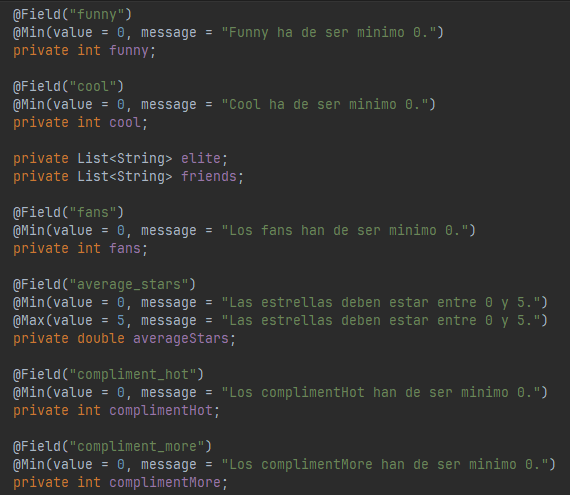 @Field("funny")
@Min(value = 0, message = "Funny ha de ser minimo 0.")
private int funny;
@Field("cool")
@Min(value = 0, message = "Cool ha de ser minimo 0.")
private int cool;
private List<String> elite;
private List<String> friends;
@Field("fans")
@Min(value = 0, message = "Los fans han de ser minimo 0.")
private int fans;
@Field("average_stars")
@Min(value = 0, message = "Las estrellas deben estar entre 0 y 5.")
@Max(value = 5, message = "Las estrellas deben estar entre 0 y 5.")
private double averageStars;
@Field("compliment_hot")
@Min(value = 0, message = "Los complimentHot han de ser minimo 0.")
private int complimentHot;
@Field("compliment_more")
@Min(value = 0, message = "Los complimentMore han de ser minimo 0.")
private int complimentMore;